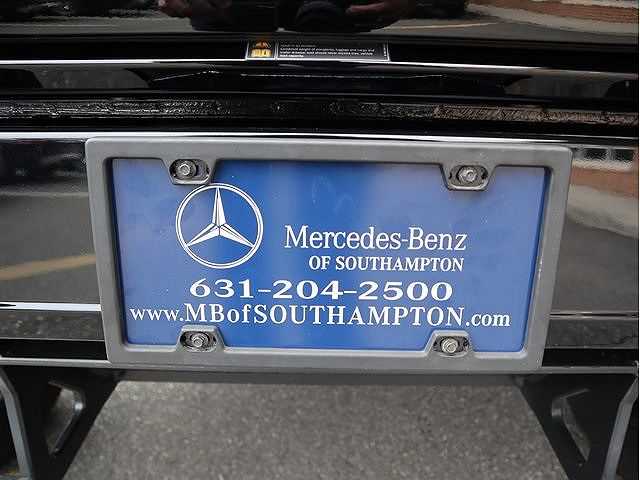 Mercedes-Benz
OF SOUTHAMPTON
631-204-2500
www.MBofSOUTHAMPTON.com